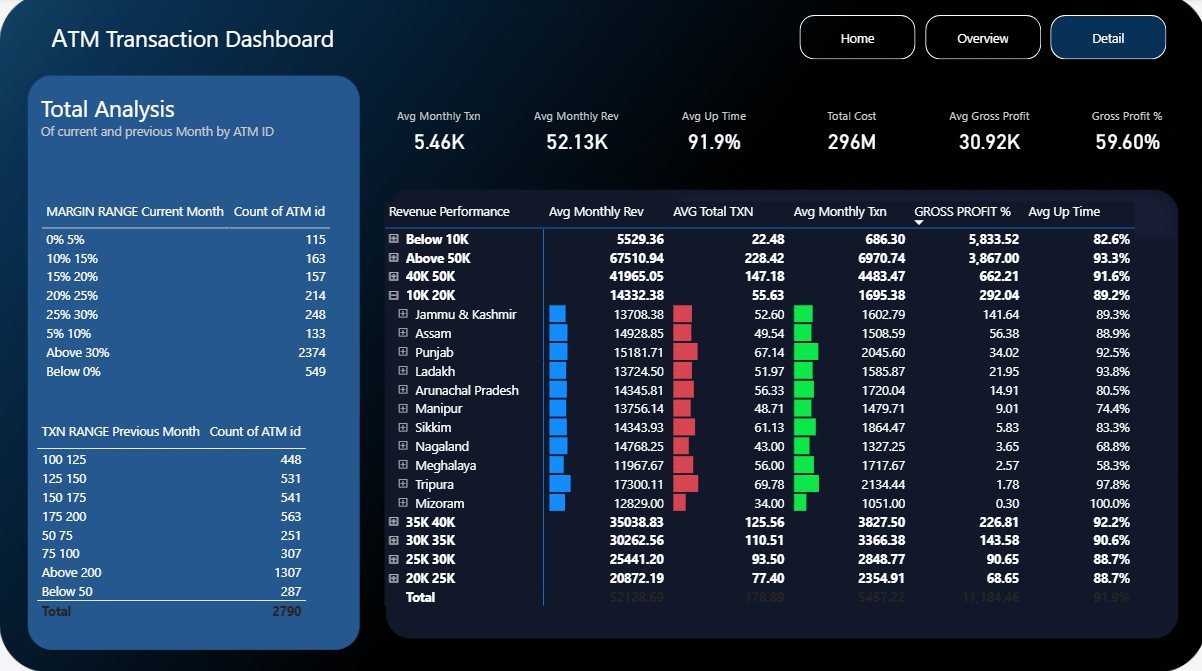 ATM Transaction Dashboard
Home
Overview
Detail
Total Analysis
Of current and previous Month by ATM ID
MARGIN RANGE Current Month Count of ATM id
0% 5% 115
10% 15% 163
15% 20% 157
20% 25% 214
25% 30% 248
5% 10% 133
Above 30% 2374
Below 0% 549
TXN RANGE Previous Month Count of ATM id
100 125 448
125 150 531
150 175 541
175 200 563
50 75 251
75 100 307
Above 200 1307
Below 50 287
Total 2790
Avg Monthly Txn
5.46K
Avg Monthly Rev
52.13K
Avg Up Time
91.9%
Total Cost
296M
Avg Gross Profit
30.92K
Gross Profit %
59.60%
Revenue Performance Avg Monthly Rev AVG Total TXN Avg Monthly Txn GROSS PROFIT % Avg Up Time
Below 10K 5529.36 22.48 686.30 5,833.52 82.6%
Above 50K 67510.94 228.42 6970.74 3,867.00 93.3%
40K 50K 41965.05 147.18 4483.47 662.21 91.6%
10K 20K 14332.38 55.63 1695.38 292.04 89.2%
Jammu & Kashmir 13708.38 52.60 1602.79 141.64 89.3%
Assam 14928.85 49.54 1508.59 56.38 88.9%
Punjab 15181.71 67.14 2045.60 34.02 92.5%
Ladakh 13724.50 51.97 1585.87 21.95 93.8%
Arunachal Pradesh 14345.81 56.33 1720.04 14.91 80.5%
Manipur 13756.14 48.71 1479.71 9.01 74.4%
Sikkim 14343.93 61.13 1864.47 5.83 83.3%
Nagaland 14768.25 43.00 1327.25 3.65 68.8%
Meghalaya 11967.67 56.00 1717.67 2.57 58.3%
Tripura 17300.11 69.78 2134.44 1.78 97.8%
Mizoram 12829.00 34.00 1051.00 0.30 100.0%
35K 40K 35038.83 125.56 3827.50 226.81 92.2%
30K 35K 30262.56 110.51 3366.38 143.58 90.6%
25K 30K 25441.20 93.50 2848.77 90.65 88.7%
20K 25K 20872.19 77.40 2354.91 68.65 88.7%
Total 52128.69 178.89 5457.22 11,184.46 91.9%